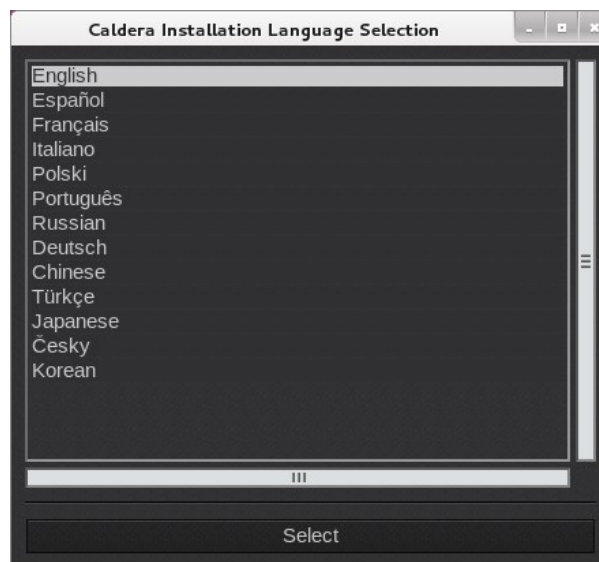 Caldera Installation Language Selection
English
Español
Français
Italiano
Polski
Português
Russian
Deutsch
Chinese
Türkçe
Japanese
Česky
Korean
Select